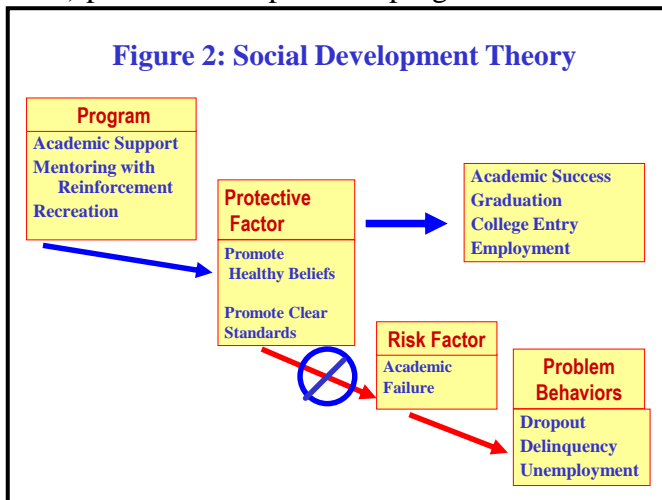 Figure 2: Social Development Theory
Program
Academic Support
Mentoring with
Reinforcement
Recreation
Protective
Factor
Promote
Healthy Beliefs
Promote Clear
Standards
Academic Success
Graduation
College Entry
Employment
Risk Factor
Academic
Failure
Problem
Behaviors
Dropout
Delinquency
Unemployment